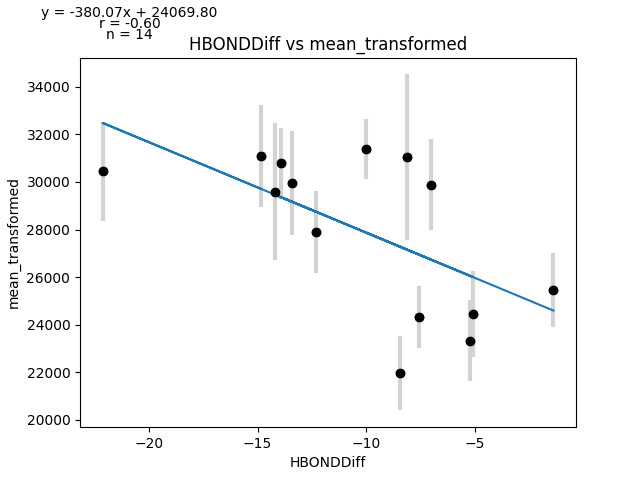 y = -380.07x + 24069.80
r = -0.60
n = 14
HBONDDiff vs mean_transformed
34000
32000
30000
28000
26000
24000
22000
20000
mean_transformed
−20
−15
−10
−5
HBONDDiff